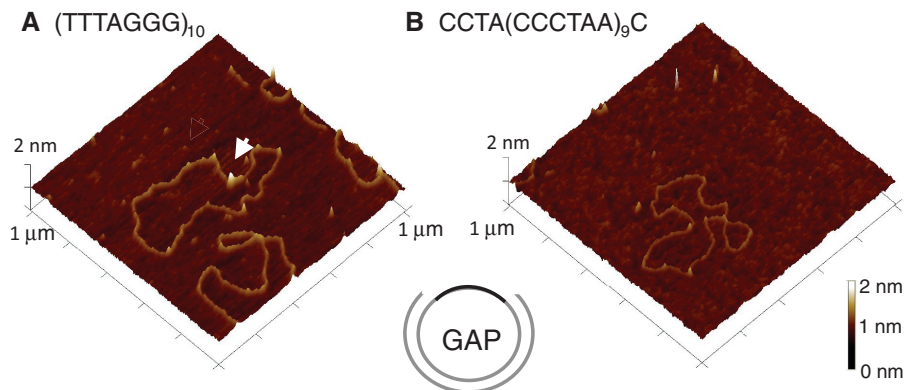 A (TTTAGGG)10
B CCTA(CCCTAA)9C
2 nm
1 μm
1 μm
2 nm
1 μm
1 μm
GAP
2 nm
1 nm
0 nm